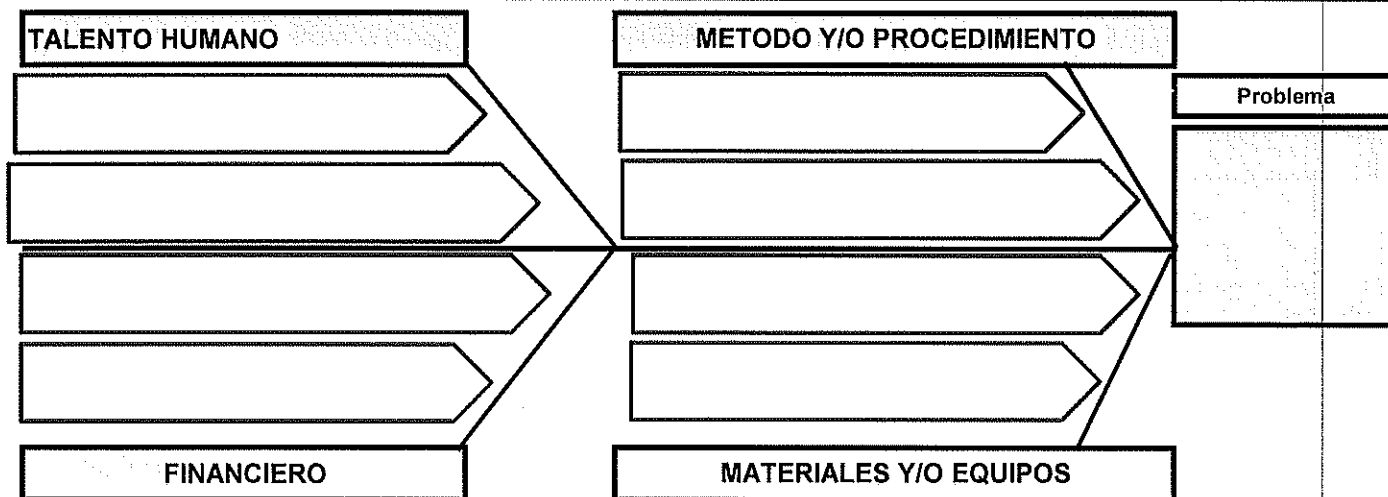 TALENTO HUMANO
METODO Y/O PROCEDIMIENTO
Problema
FINANCIERO
MATERIALES Y/O EQUIPOS